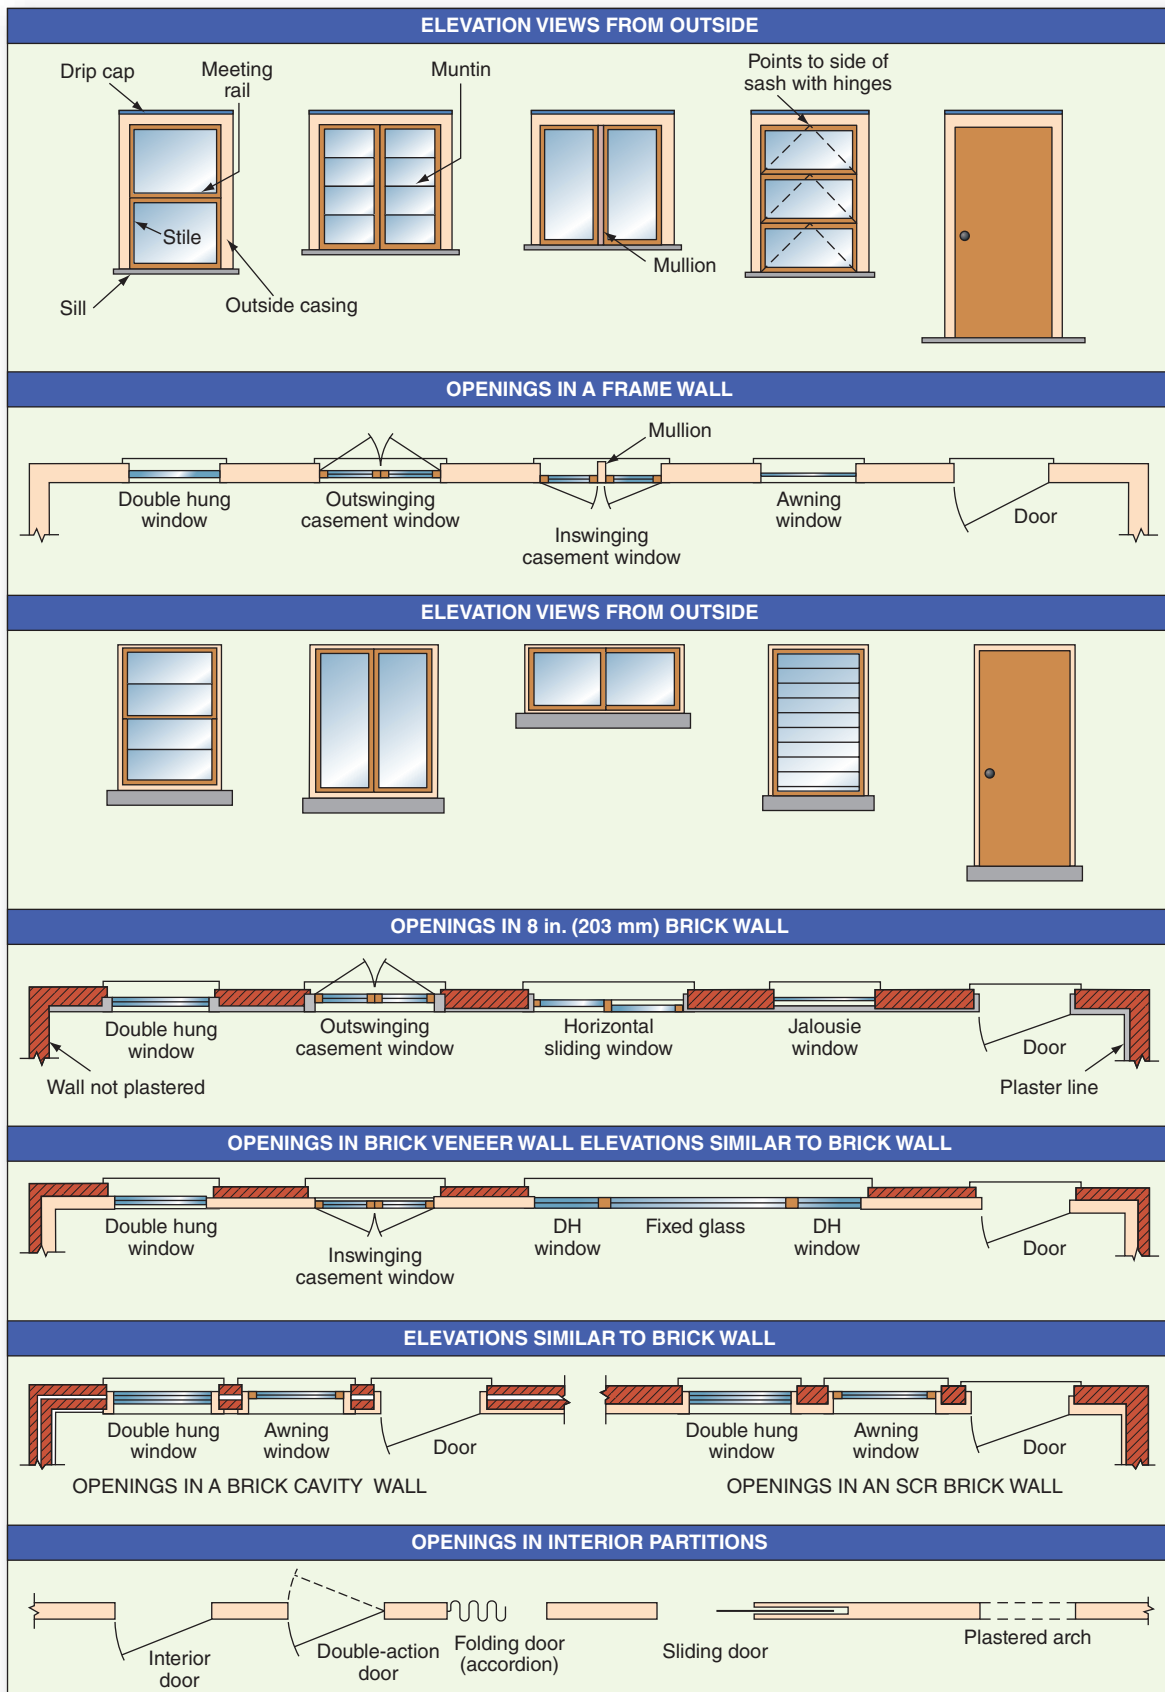 ELEVATION VIEWS FROM OUTSIDE
Drip cap
Meeting
rail
Muntin
Points to side of
sash with hinges
Stile
Mullion
Sill
Outside casing
OPENINGS IN A FRAME WALL
Mullion
Double hung
window
Outswinging
casement window
Inswinging
casement window
Awning
window
Door
ELEVATION VIEWS FROM OUTSIDE
OPENINGS IN 8 in. (203 mm) BRICK WALL
Double hung
window
Outswinging
casement window
Horizontal
sliding window
Jalousie
window
Door
Wall not plastered
Plaster line
OPENINGS IN BRICK VENEER WALL ELEVATIONS SIMILAR TO BRICK WALL
Double hung
window
Inswinging
casement window
DH
window
Fixed glass
DH
window
Door
ELEVATIONS SIMILAR TO BRICK WALL
Double hung
window
Awning
window
Door
OPENINGS IN A BRICK CAVITY WALL
Double hung
window
Awning
window
Door
OPENINGS IN AN SCR BRICK WALL
OPENINGS IN INTERIOR PARTITIONS
Interior
door
Double-action
door
Folding door
(accordion)
Sliding door
Plastered arch